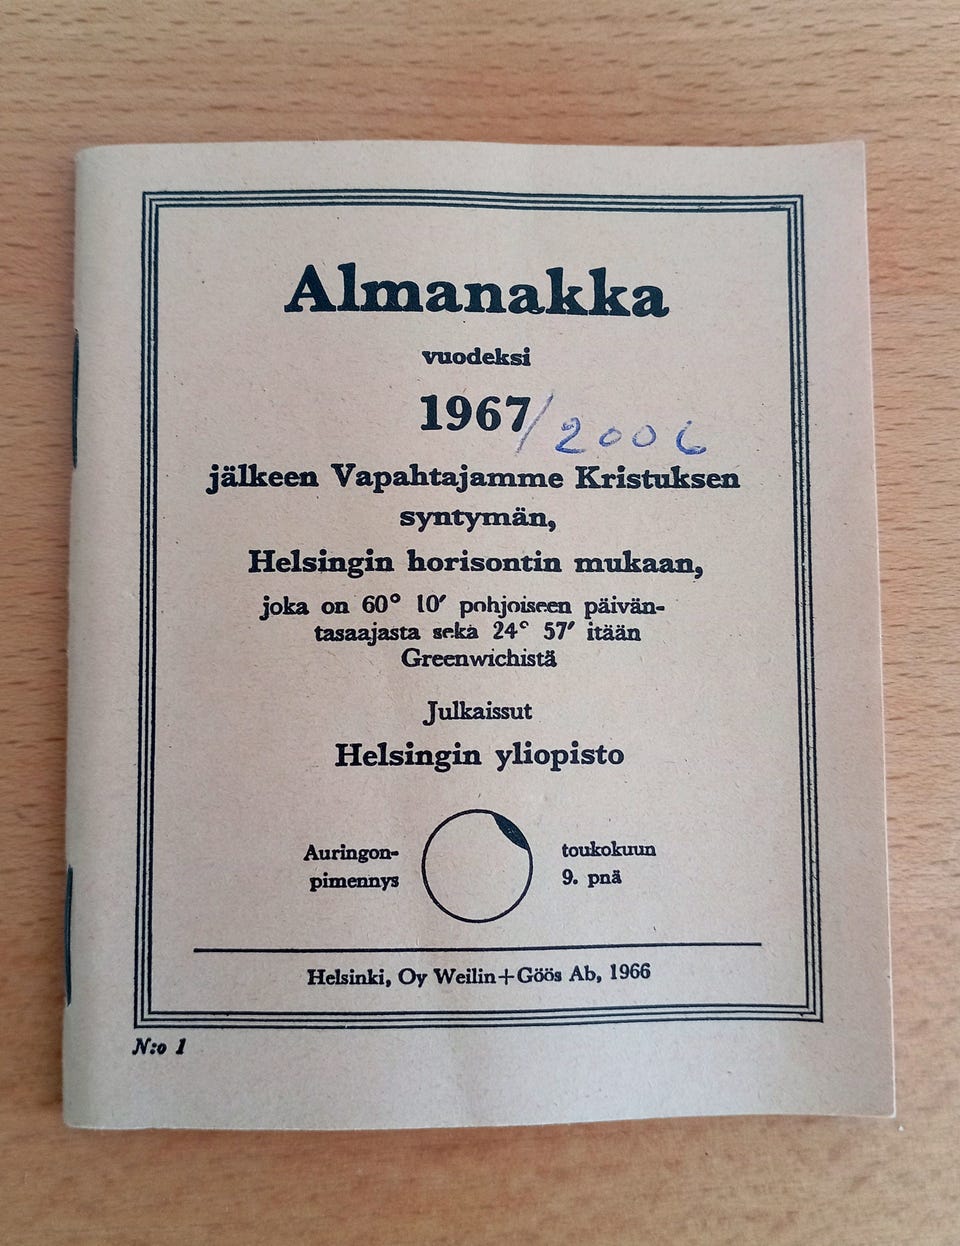 Almanakka
vuodeksi
1967/2006
jälkeen Vapahtajamme Kristuksen
syntymän,
Helsingin horisontin mukaan,
joka on 60° 10′ pohjoiseen päivän-
tasaajasta sekä 24° 57′ itään
Greenwichistä
Julkaissut
Helsingin yliopisto
Auringon-
pimennys
toukokuun
9. pnä
Helsinki, Oy Weilin+Göös Ab, 1966
N:o 1